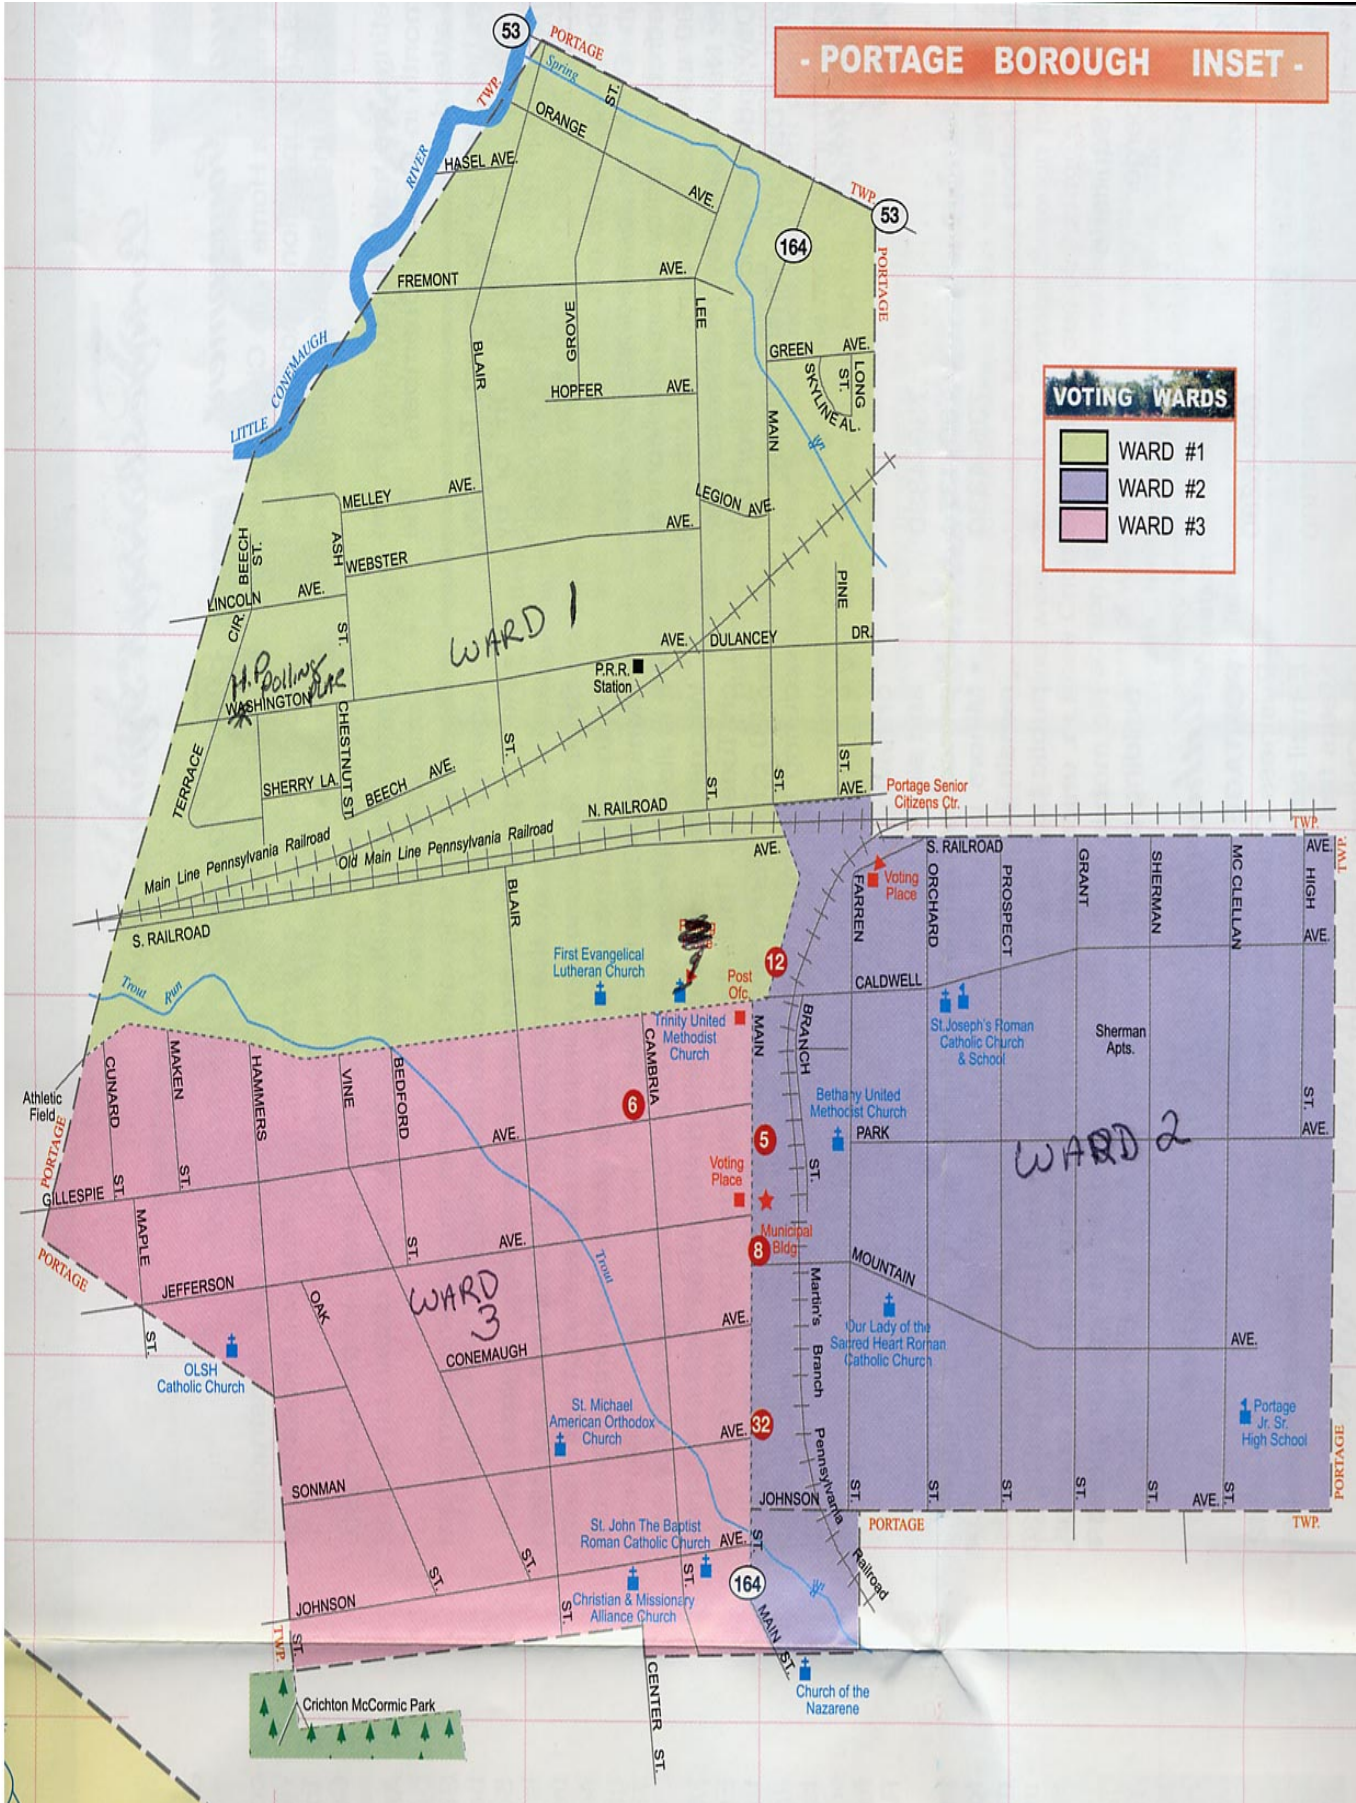 - PORTAGE BOROUGH INSET -
53
PORTAGE
TWP.
Spring
ST.
ORANGE
AVE.
RIVER
HASEL AVE.
TWP.
53
164
PORTAGE
FREMONT
AVE.
LEE
GROVE
BLAIR
LITTLE CONEMAUGH
GREEN AVE.
LONG
ST.
SKYLINE AL.
HOPFER AVE.
MAIN
VOTING WARDS
WARD #1
WARD #2
WARD #3
MELLEY AVE.
LEGION AVE.
AVE.
BEECH
ST.
ASH
WEBSTER
PINE
LINCOLN AVE.
CIR.
ST.
WARD 1
AVE.
DULANCEY
DR.
P.R.R.
Station
H.P
polling
WASHINGTON
CHESTNUT ST.
ST.
TERRACE
SHERRY LA.
BEECH AVE.
ST.
ST.
ST.
AVE.
Portage Senior
Citizens Ctr.
N. RAILROAD
Main Line Pennsylvania Railroad
Old Main Line Pennsylvania Railroad
AVE.
TWP.
TWP.
S. RAILROAD
AVE.
Voting
Place
FARREN
ORCHARD
PROSPECT
GRANT
SHERMAN
MC CLELLAN
HIGH
AVE.
BLAIR
S. RAILROAD
First Evangelical
Lutheran Church
12
Post
Ofc.
CALDWELL
Trout Run
Trinity United
Methodist
Church
MAIN
BRANCH
St.Joseph's Roman
Catholic Church
& School
Sherman
Apts.
CUNARD
MAKEN
HAMMERS
VINE
BEDFORD
CAMBRIA
Athletic
Field
PORTAGE
6
5
Bethany United
Methodist Church
PARK
ST.
AVE.
WARD 2
AVE.
Voting
Place
ST.
GILLESPIE
ST.
ST.
Municipal
Bldg.
MAPLE
ST.
AVE.
8
MOUNTAIN
PORTAGE
JEFFERSON
OAK
WARD
3
Trout
Martin's Branch Pennsylvania Railroad
AVE.
Our Lady of the
Sacred Heart Roman
Catholic Church
AVE.
ST.
CONEMAUGH
OLSH
Catholic Church
St. Michael
American Orthodox
Church
AVE.
32
Portage
Jr. Sr.
High School
PORTAGE
SONMAN
JOHNSON
ST.
ST.
ST.
ST.
ST.
ST.
AVE.
PORTAGE
TWP.
St. John The Baptist
Roman Catholic Church
AVE.
ST.
ST.
ST.
ST.
164
JOHNSON
Christian & Missionary
Alliance Church
ST.
MAIN ST.
TWP.
ST.
Church of the
Nazarene
CENTER ST.
Crichton McCormic Park